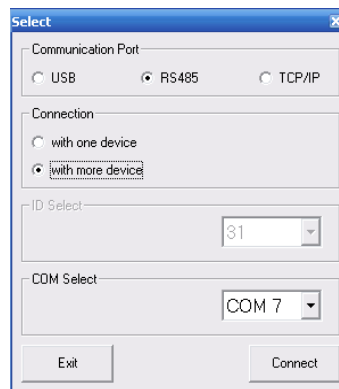 Select
Communication Port
USB RS485 TCP/IP
Connection
with one device
with more device
ID Select
31
COM Select
COM 7
Exit Connect